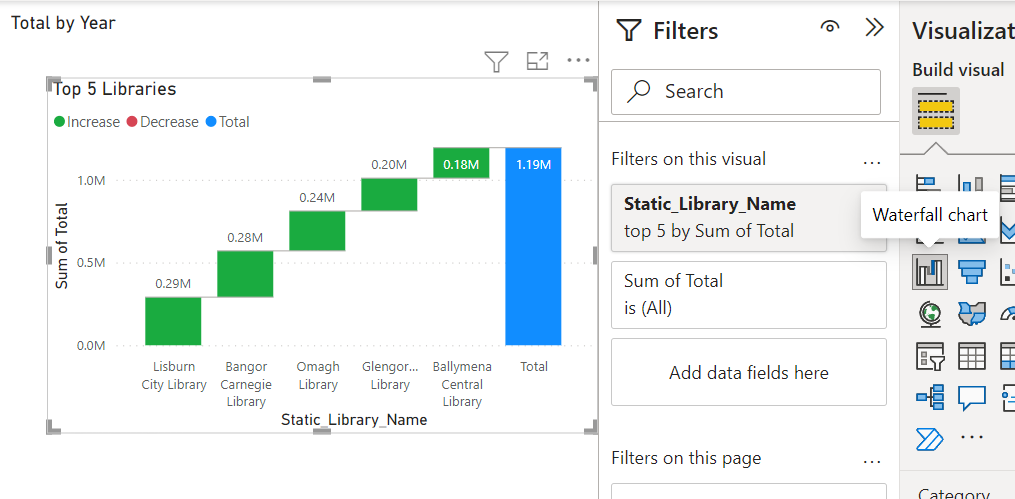 Total by Year
Top 5 Libraries
Increase Decrease Total
1.0M
0.5M
0.0M
Sum of Total
0.29M
0.28M
0.24M
0.20M
0.18M
1.19M
Lisburn
City Library
Bangor
Carnegie
Library
Omagh
Library
Glengor...
Library
Ballymena
Central
Library
Total
Static_Library_Name
Filters
Search
Filters on this visual
...
Static_Library_Name
top 5 by Sum of Total
Sum of Total
is (All)
Add data fields here
Filters on this page
...
Visualizat
Build visual
Waterfall chart
...
Category